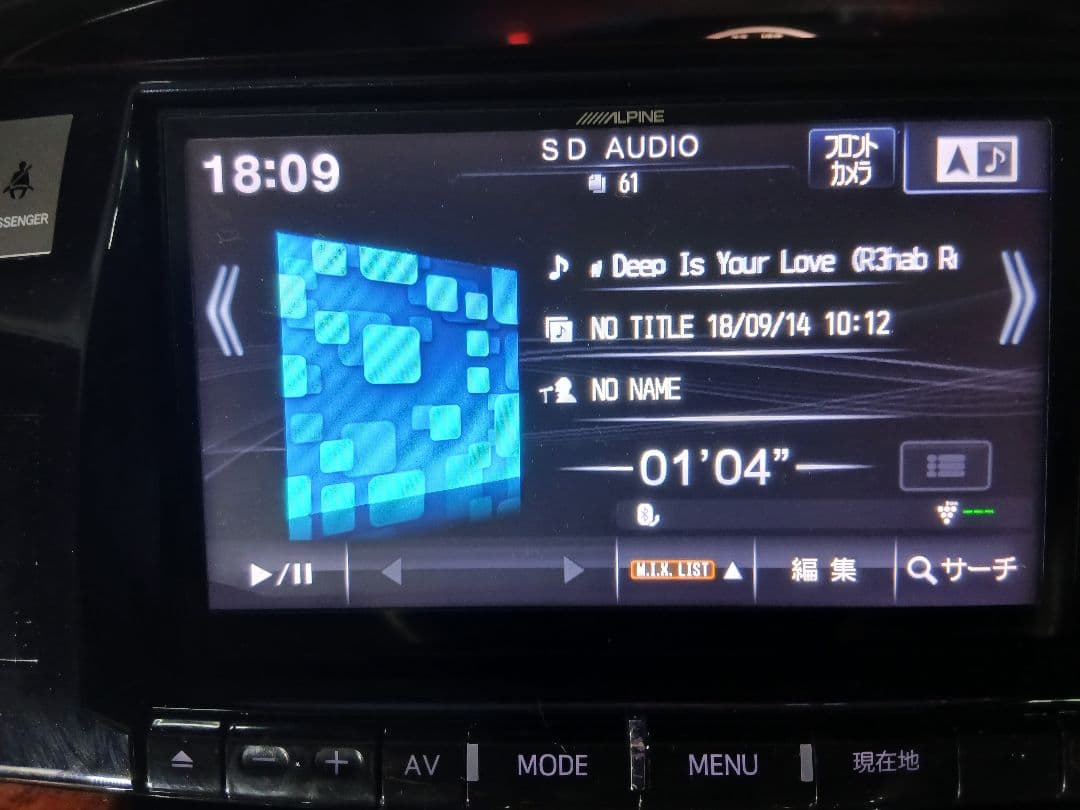 ALPINE
18:09
SD AUDIO
フロント
カメラ
61
SSENGER
Deep Is Your Love (R3hab R
NO TITLE 18/09/14 10:12
NO NAME
01'04"
M.I.X. LIST ▲
編集
サーチ
AV
MODE
MENU
現在地